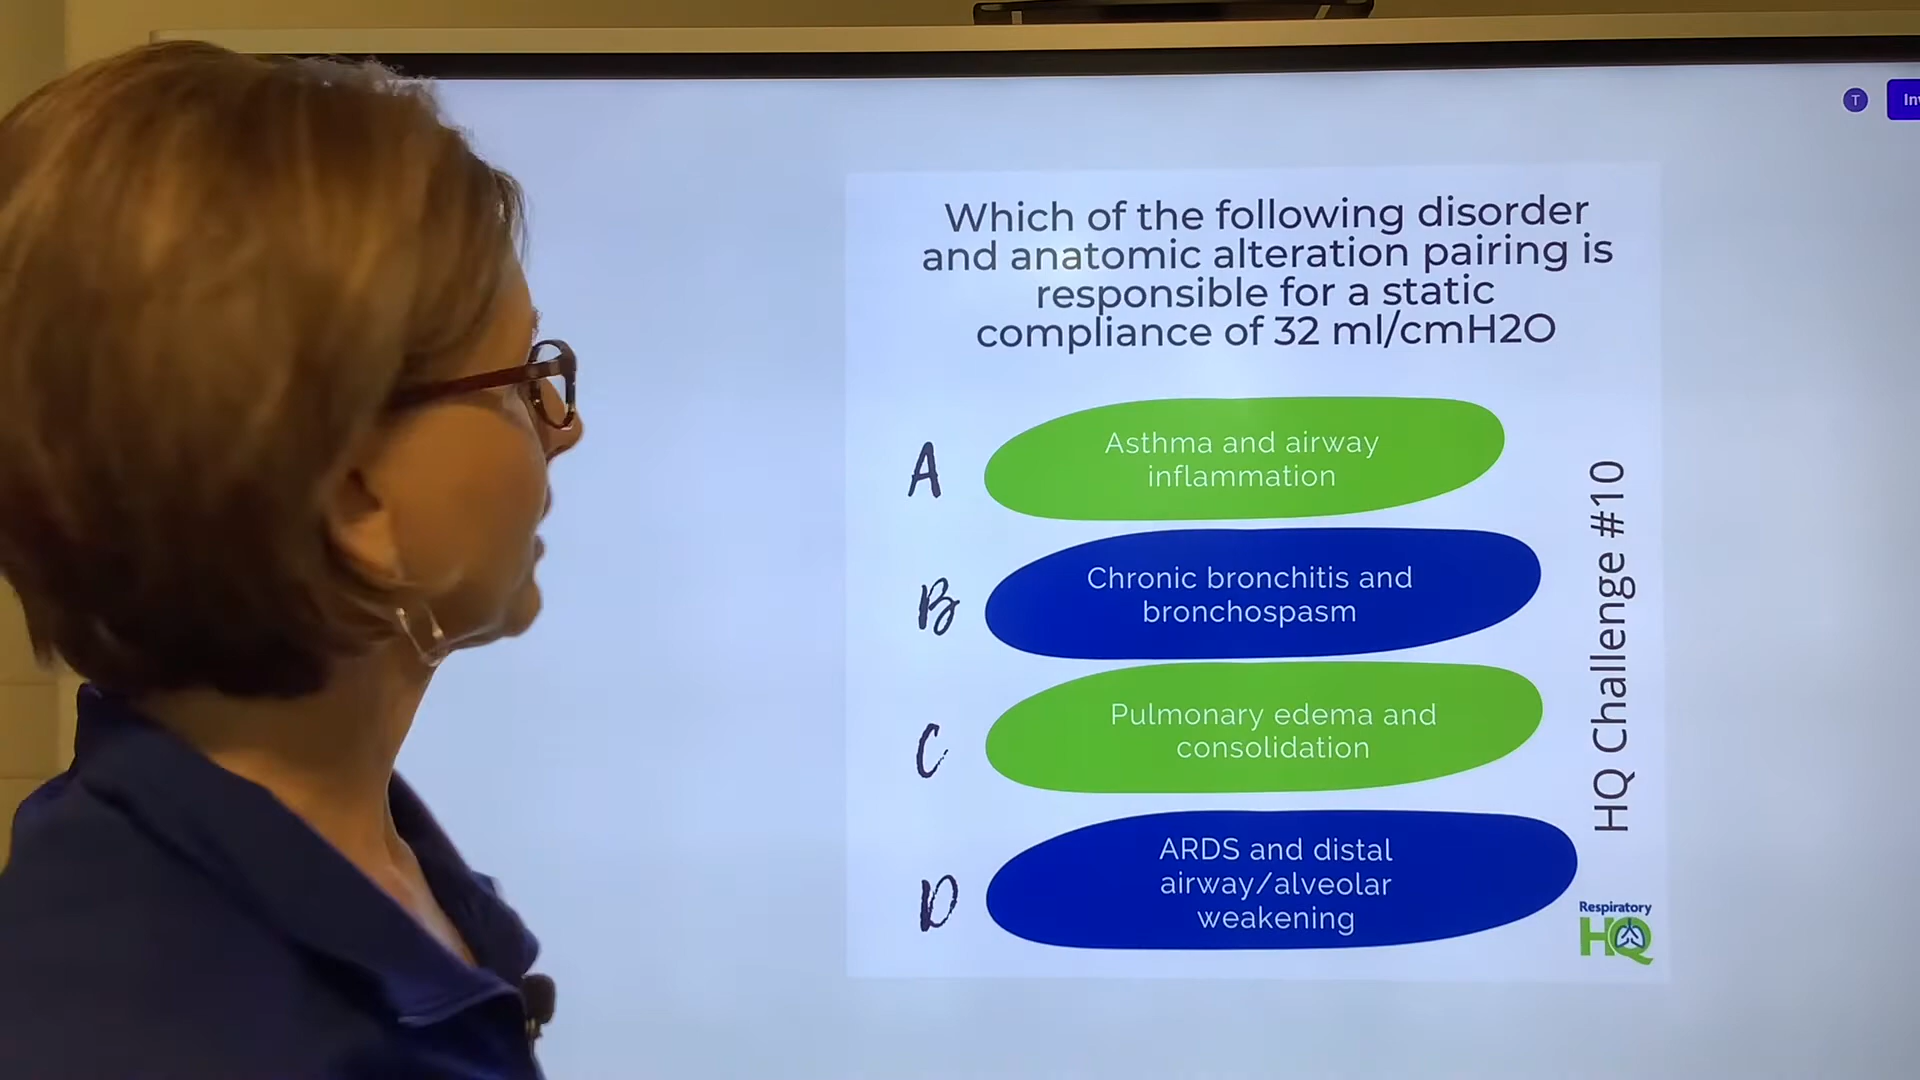 T
Which of the following disorder
and anatomic alteration pairing is
responsible for a static
compliance of 32 ml/cmH2O
A
Asthma and airway
inflammation
B
Chronic bronchitis and
bronchospasm
C
Pulmonary edema and
consolidation
D
ARDS and distal
airway/alveolar
weakening
HQ Challenge #10
Respiratory
HQ